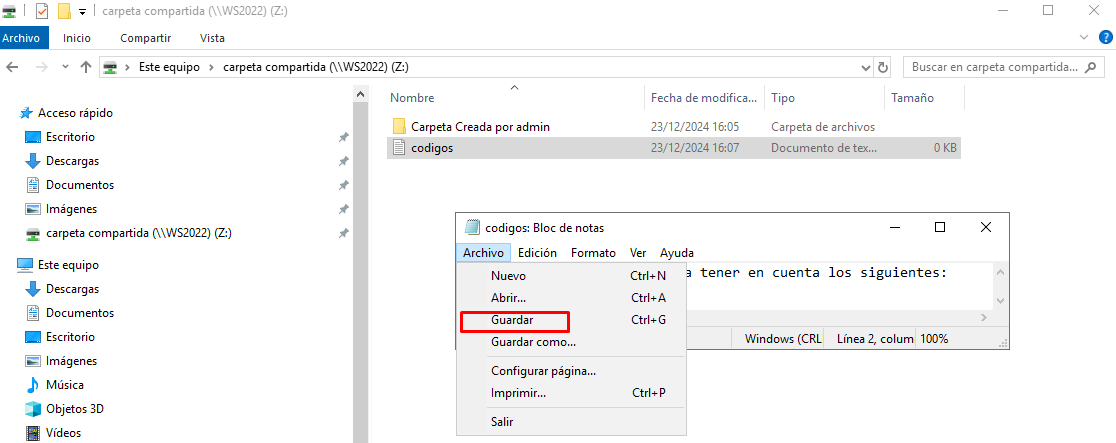 carpeta compartida (\\WS2022) (Z:)
Archivo Inicio Compartir Vista
Este equipo carpeta compartida (\\WS2022) (Z:) Buscar en carpeta compartida...
Nombre Fecha de modifica... Tipo Tamaño
Carpeta Creada por admin 23/12/2024 16:05 Carpeta de archivos
codigos 23/12/2024 16:07 Documento de tex... 0 KB
Acceso rápido
Escritorio
Descargas
Documentos
Imágenes
carpeta compartida (\\WS2022) (Z:)
Este equipo
Descargas
Documentos
Escritorio
Imágenes
Música
Objetos 3D
Vídeos
codigos: Bloc de notas
Archivo Edición Formato Ver Ayuda
a tener en cuenta los siguientes:
Nuevo Ctrl+N
Abrir... Ctrl+A
Guardar Ctrl+G
Guardar como...
Configurar página...
Imprimir... Ctrl+P
Salir
Windows (CRL Línea 2, colum 100%